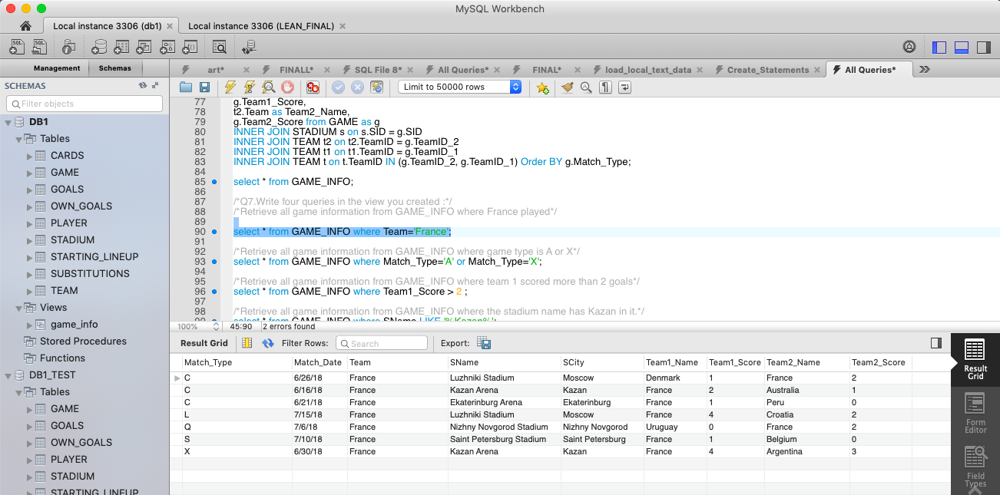 MySQL Workbench
Local instance 3306 (db1)
Local instance 3306 (LEAN_FINAL)
Management Schemas
art* FINALL* SQL File 8* All Queries* FINAL* load_local_text_data Create_Statements All Queries*
SCHEMAS
Filter objects
Limit to 50000 rows
DB1
Tables
CARDS
GAME
GOALS
OWN_GOALS
PLAYER
STADIUM
STARTING_LINEUP
SUBSTITUTIONS
TEAM
Views
game_info
Stored Procedures
Functions
DB1_TEST
Tables
GAME
GOALS
OWN_GOALS
PLAYER
STADIUM
STARTING_LINEUP
77 g.Team1_Score,
78 t2.Team as Team2_Name,
79 g.Team2_Score from GAME as g
80 INNER JOIN STADIUM s on s.SID = g.SID
81 INNER JOIN TEAM t2 on t2.TeamID = g.TeamID_2
82 INNER JOIN TEAM t1 on t1.TeamID = g.TeamID_1
83 INNER JOIN TEAM t on t.TeamID IN (g.TeamID_2, g.TeamID_1) Order BY g.Match_Type;
84
85 select * from GAME_INFO;
86
87 /*Q7.Write four queries in the view you created :*/
88 /*Retrieve all game information from GAME_INFO where France played*/
89
90 select * from GAME_INFO where Team='France';
91
92 /*Retrieve all game information from GAME_INFO where game type is A or X*/
93 select * from GAME_INFO where Match_Type='A' or Match_Type='X';
94
95 /*Retrieve all game information from GAME_INFO where team 1 scored more than 2 goals*/
96 select * from GAME_INFO where Team1_Score > 2 ;
97
98 /*Retrieve all game information from GAME_INFO where the stadium name has Kazan in it.*/
99 select * from GAME_INFO where SName LIKE '%Kazan%';
100% 45:90 2 errors found
Result Grid Filter Rows: Search Export:
Match_Type Match_Date Team SName SCity Team1_Name Team1_Score Team2_Name Team2_Score
C 6/26/18 France Luzhniki Stadium Moscow Denmark 1 France 2
C 6/16/18 France Kazan Arena Kazan France 2 Australia 1
C 6/21/18 France Ekaterinburg Arena Ekaterinburg France 1 Peru 0
L 7/15/18 France Luzhniki Stadium Moscow France 4 Croatia 2
Q 7/6/18 France Nizhny Novgorod Stadium Nizhny Novgorod Uruguay 0 France 2
S 7/10/18 France Saint Petersburg Stadium Saint Petersburg France 1 Belgium 0
X 6/30/18 France Kazan Arena Kazan France 4 Argentina 3
Result
Grid
Form
Editor
Field
Types